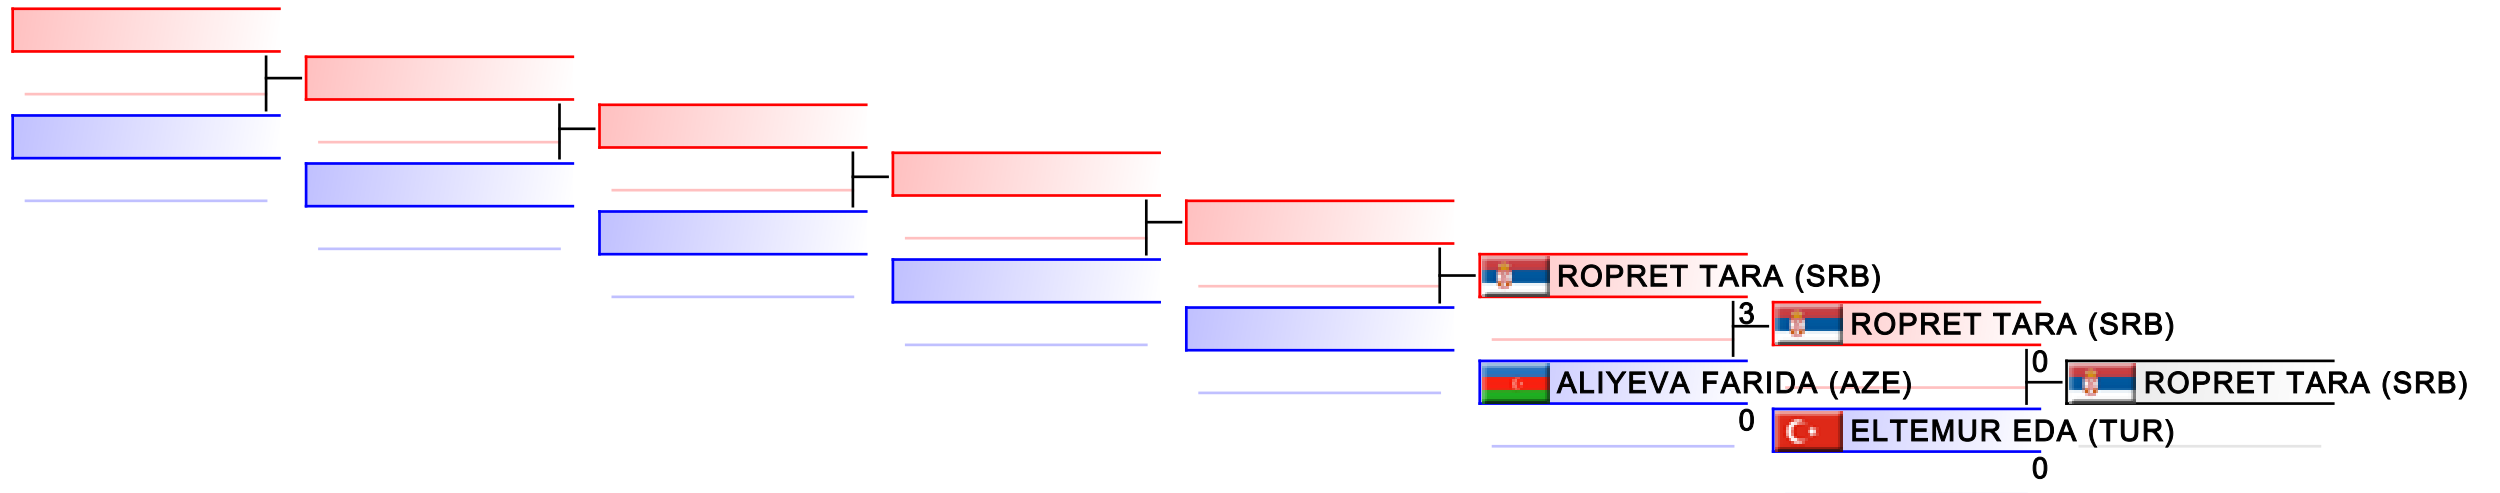 ROPRET TARA (SRB)
3
ALIYEVA FARIDA (AZE)
0
ROPRET TARA (SRB)
0
ELTEMUR EDA (TUR)
0
ROPRET TARA (SRB)